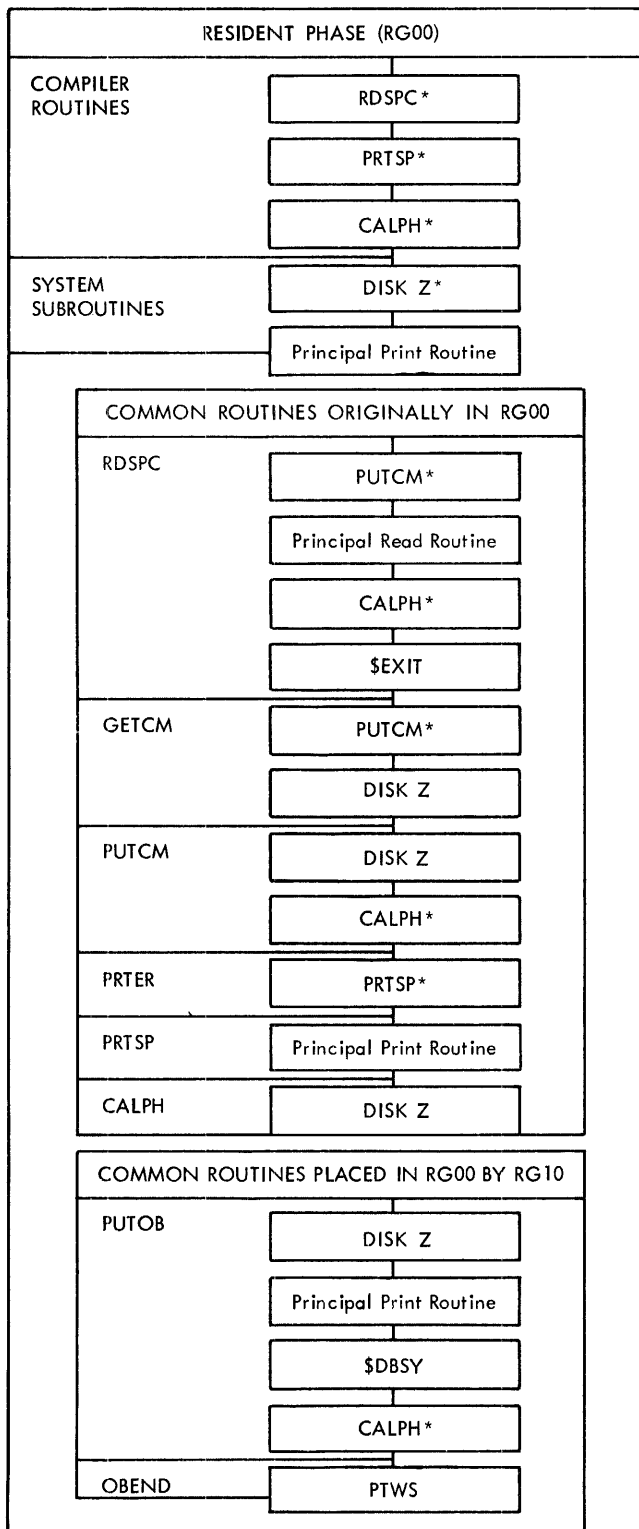 RESIDENT PHASE (RG00)
COMPILER
ROUTINES
RDSPC*
PRTSP*
CALPH*
SYSTEM
SUBROUTINES
DISK Z*
Principal Print Routine
COMMON ROUTINES ORIGINALLY IN RG00
RDSPC
PUTCM*
Principal Read Routine
CALPH*
$EXIT
GETCM
PUTCM*
DISK Z
PUTCM
DISK Z
CALPH*
PRTER
PRTSP*
PRTSP
Principal Print Routine
CALPH
DISK Z
COMMON ROUTINES PLACED IN RG00 BY RG10
PUTOB
DISK Z
Principal Print Routine
$DBSY
CALPH*
OBEND
PTWS